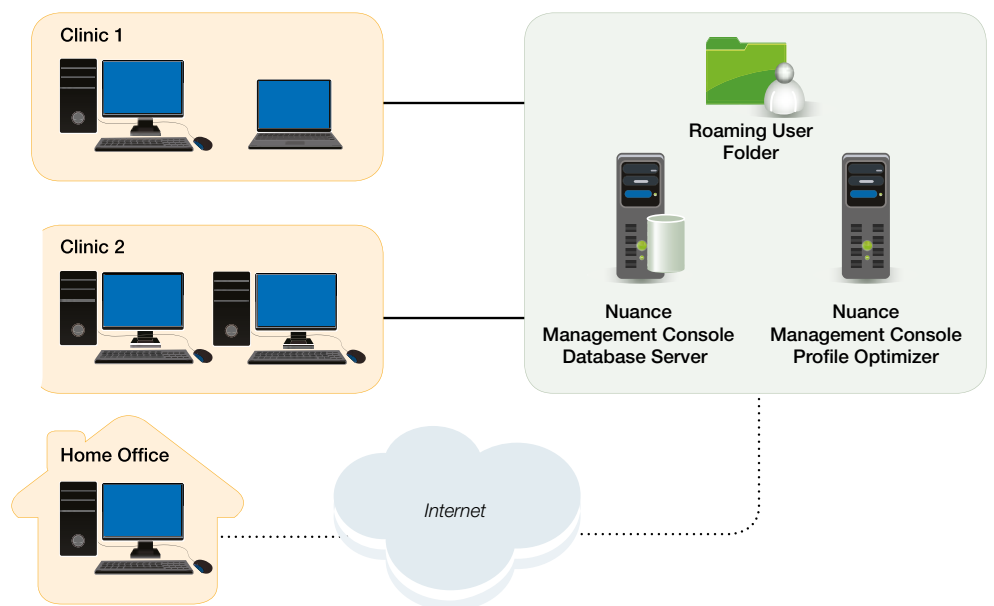 Clinic 1
Roaming User
Folder
Clinic 2
Nuance
Management Console
Database Server
Nuance
Management Console
Profile Optimizer
Home Office
Internet